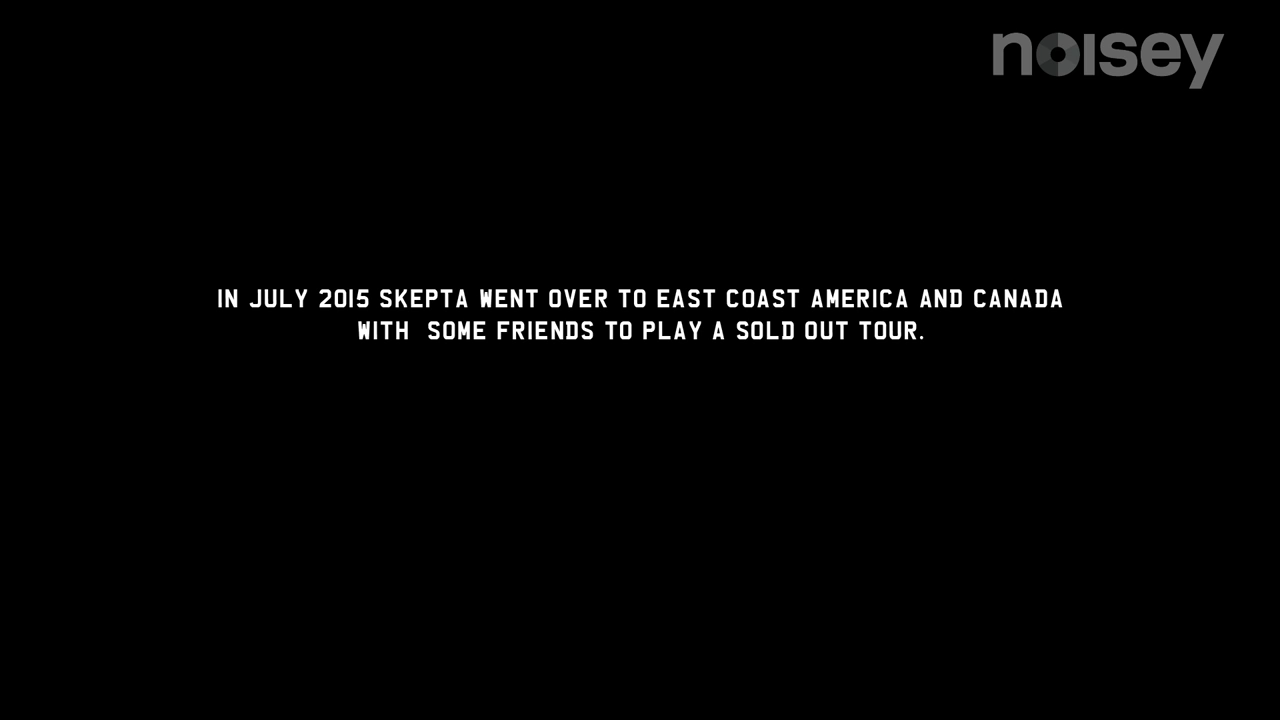 noisey
IN JULY 2015 SKEPTA WENT OVER TO EAST COAST AMERICA AND CANADA
WITH  SOME FRIENDS TO PLAY A SOLD OUT TOUR.